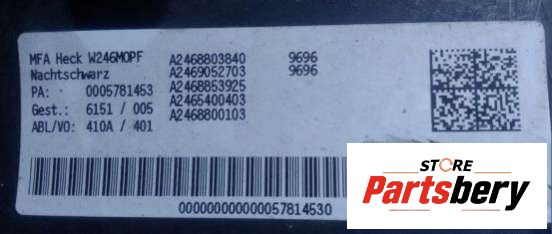 MFA Heck W246MOPF A2468803840 9696
Nachtschwarz A2469052703 9696
PA: 0005781453 A2468853925
Gest.: 6151 / 005 A2465400403
ABL/VO: 410A / 401 A2468800103
000000000000057814530
STORE
Partsbery